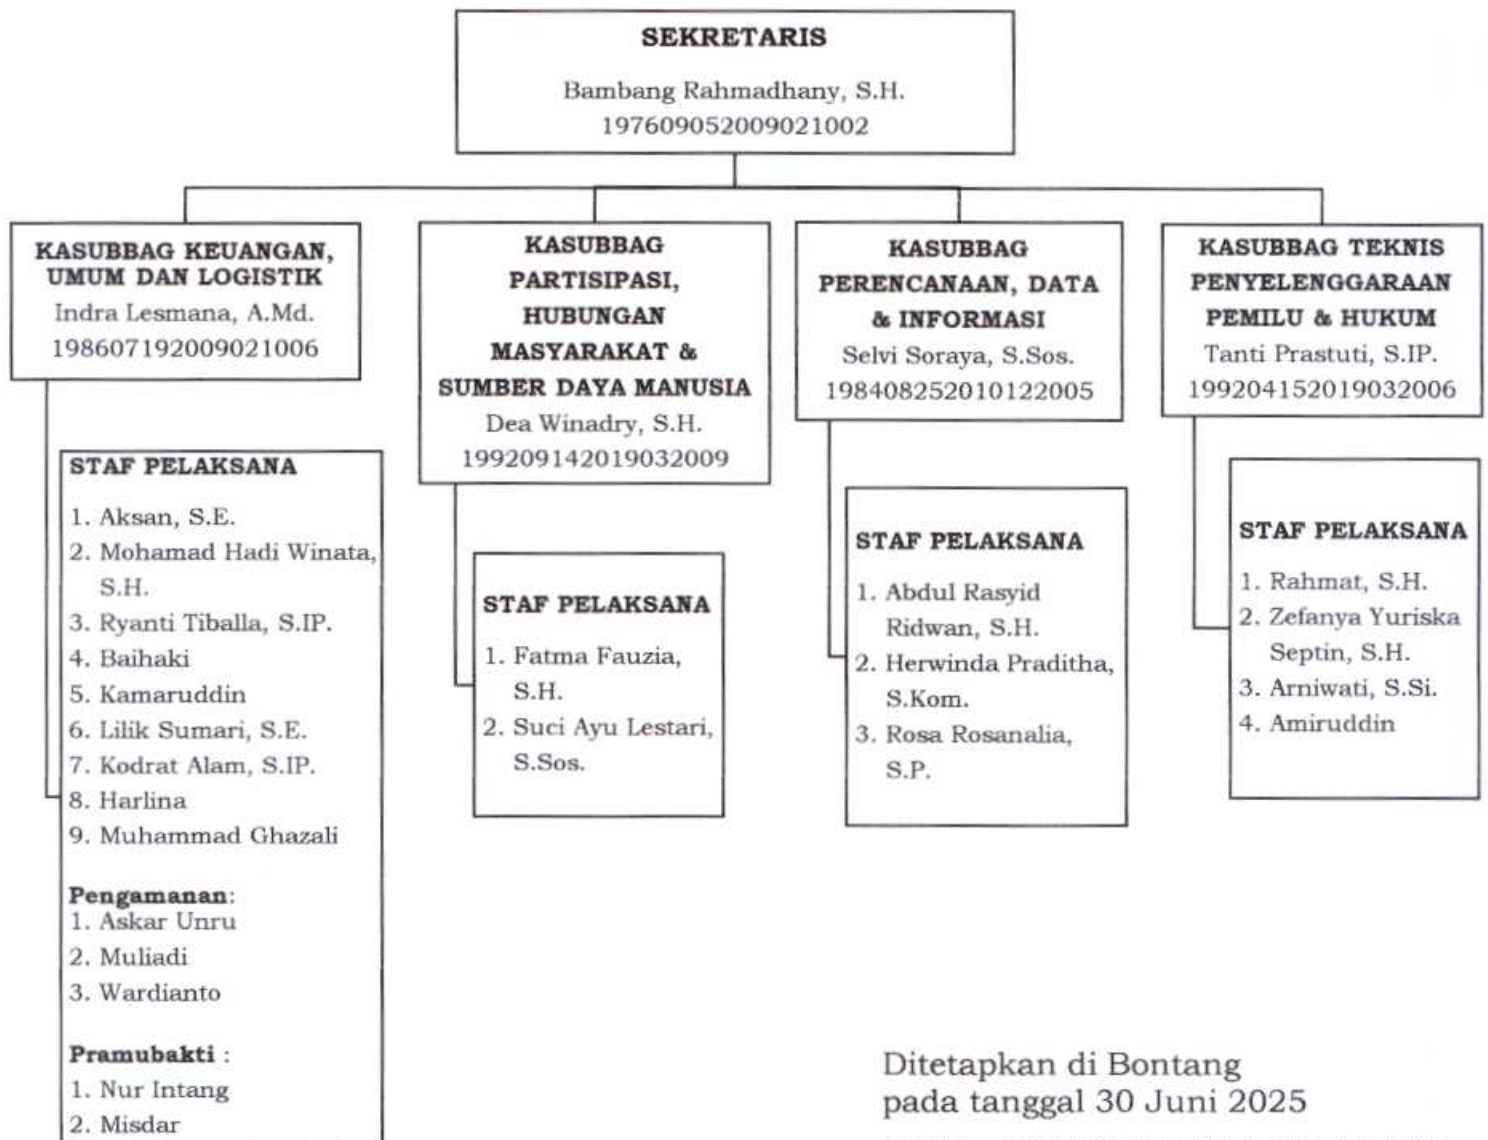 SEKRETARIS
Bambang Rahmadhany, S.H.
197609052009021002
KASUBBAG KEUANGAN,
UMUM DAN LOGISTIK
Indra Lesmana, A.Md.
198607192009021006
STAF PELAKSANA
1. Aksan, S.E.
2. Mohamad Hadi Winata,
S.H.
3. Ryanti Tiballa, S.IP.
4. Baihaki
5. Kamaruddin
6. Lilik Sumari, S.E.
7. Kodrat Alam, S.IP.
8. Harlina
9. Muhammad Ghazali
Pengamanan:
1. Askar Unru
2. Muliadi
3. Wardianto
Pramubakti :
1. Nur Intang
2. Misdar
KASUBBAG
PARTISIPASI,
HUBUNGAN
MASYARAKAT &
SUMBER DAYA MANUSIA
Dea Winadry, S.H.
199209142019032009
STAF PELAKSANA
1. Fatma Fauzia,
S.H.
2. Suci Ayu Lestari,
S.Sos.
KASUBBAG
PERENCANAAN, DATA
& INFORMASI
Selvi Soraya, S.Sos.
198408252010122005
STAF PELAKSANA
1. Abdul Rasyid
Ridwan, S.H.
2. Herwinda Praditha,
S.Kom.
3. Rosa Rosanalia,
S.P.
KASUBBAG TEKNIS
PENYELENGGARAAN
PEMILU & HUKUM
Tanti Prastuti, S.IP.
199204152019032006
STAF PELAKSANA
1. Rahmat, S.H.
2. Zefanya Yuriska
Septin, S.H.
3. Arniwati, S.Si.
4. Amiruddin
Ditetapkan di Bontang
pada tanggal 30 Juni 2025